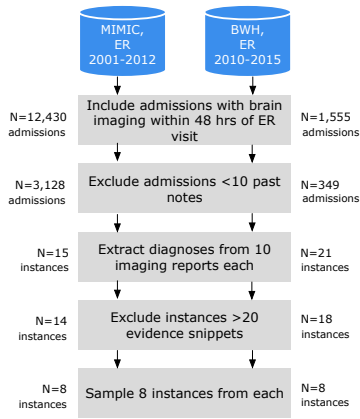 MIMIC,
ER
2001-2012
BWH,
ER
2010-2015
N=12,430
admissions
Include admissions with brain
imaging within 48 hrs of ER
visit
N=1,555
admissions
N=3,128
admissions
Exclude admissions <10 past
notes
N=349
admissions
N=15
instances
Extract diagnoses from 10
imaging reports each
N=21
instances
N=14
instances
Exclude instances >20
evidence snippets
N=18
instances
N=8
instances
Sample 8 instances from each
N=8
instances